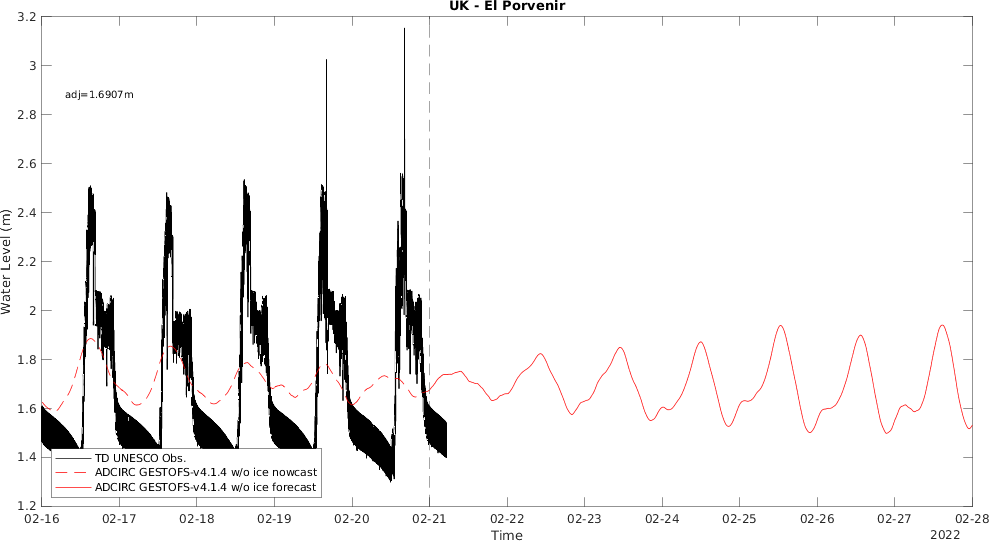 UK - El Porvenir
3.2
3
2.8
2.6
2.4
2.2
2
1.8
1.6
1.4
1.2
Water Level (m)
adj=1.6907m
TD UNESCO Obs.
ADCIRC GESTOFS-v4.1.4 w/o ice nowcast
ADCIRC GESTOFS-v4.1.4 w/o ice forecast
02-16 02-17 02-18 02-19 02-20 02-21 02-22 02-23 02-24 02-25 02-26 02-27 02-28
Time
2022